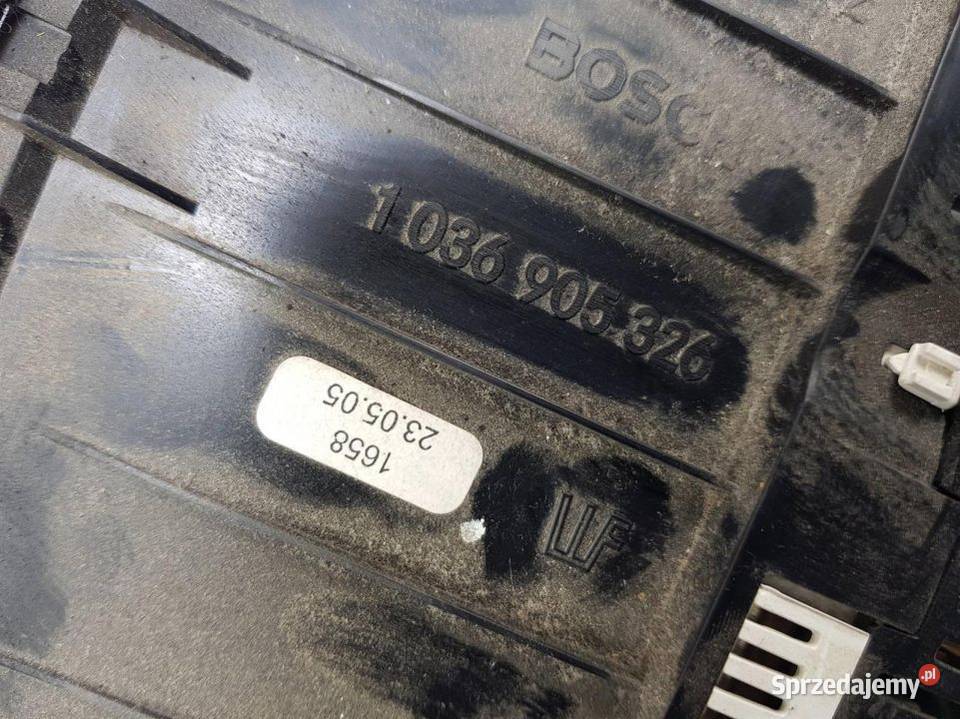 BOSC
1 036 905 326
1658
23.05.05
Sprzedajemy.pl